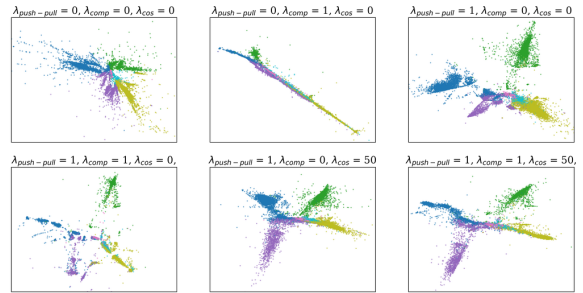 λpush−pull = 0, λcomp = 0, λcos = 0
λpush−pull = 0, λcomp = 1, λcos = 0
λpush−pull = 1, λcomp = 0, λcos = 0
λpush−pull = 1, λcomp = 1, λcos = 0,
λpush−pull = 1, λcomp = 0, λcos = 50
λpush−pull = 1, λcomp = 1, λcos = 50,